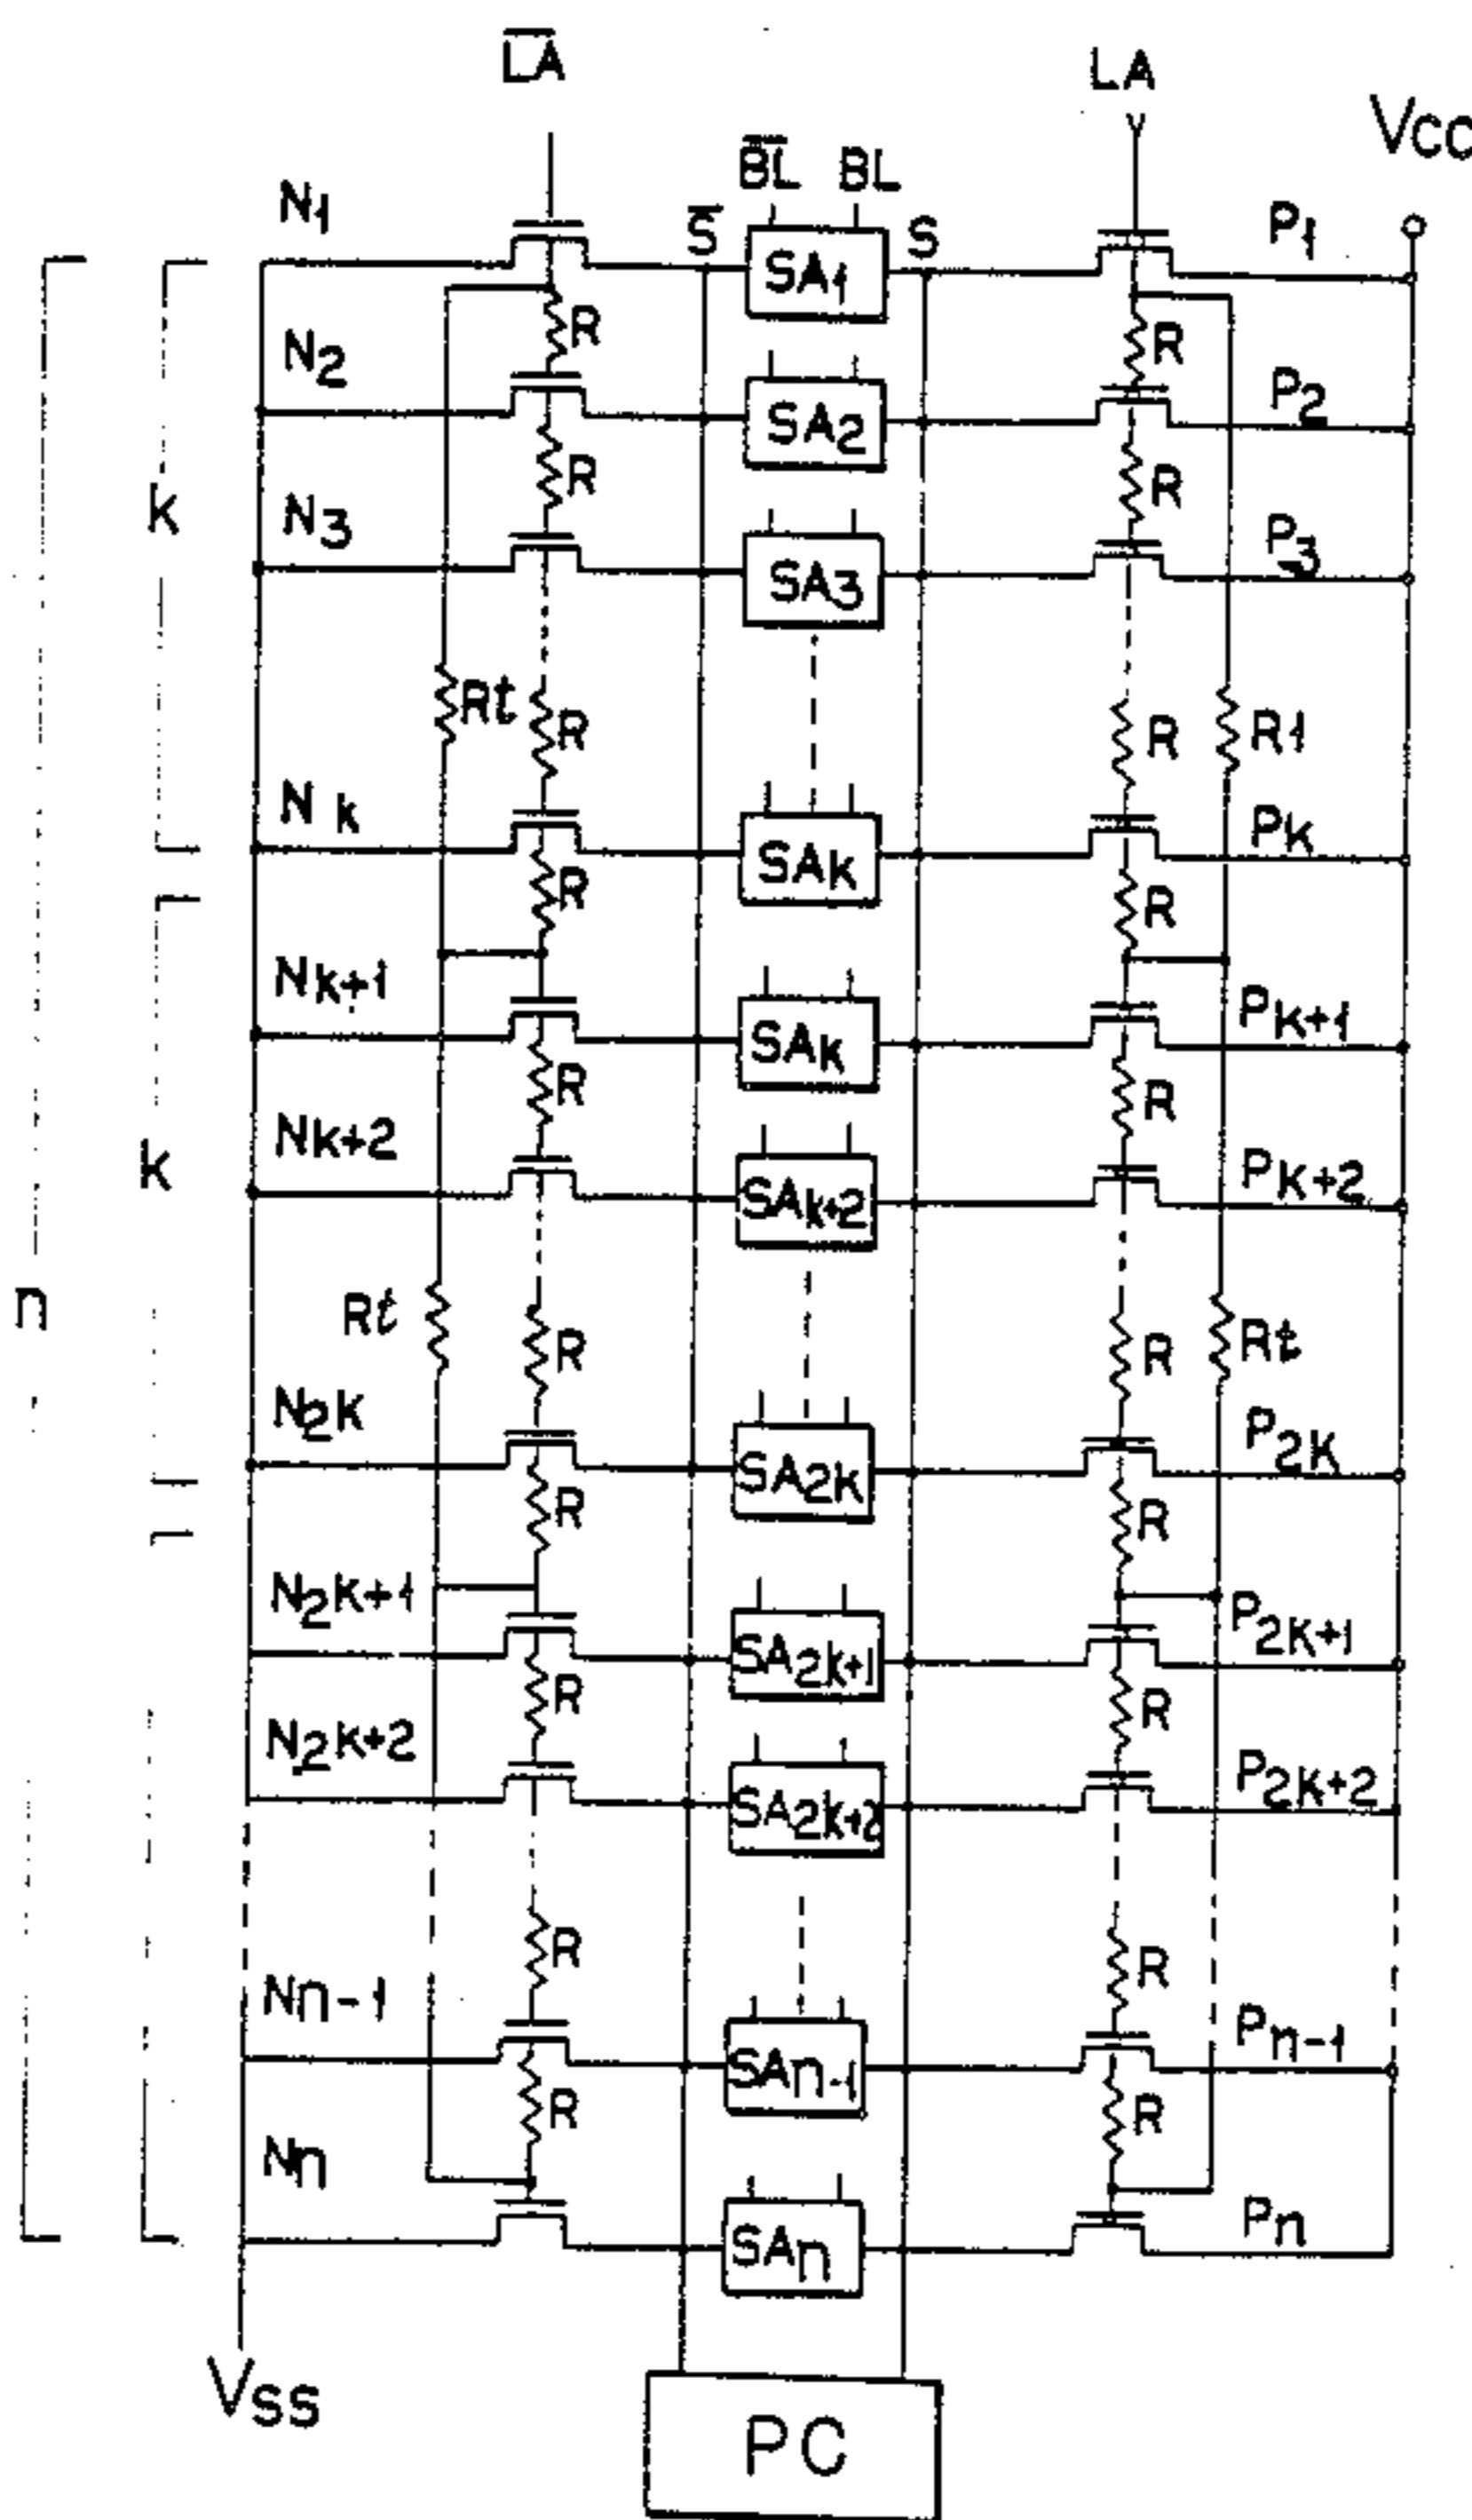 L̅A̅ LA
VCC
B̅L̅ BL
N1 S̅ SA1 S P1
R R
N2 SA2 P2
R R
N3 SA3 P3
k
Rt R R R1
Nk SAk Pk
R R
Nk+1 SAk Pk+1
R R
Nk+2 SAk+2 Pk+2
k
n
Rt R R Rt
N2k SA2k P2k
R R
N2k+1 SA2k+1 P2k+1
R R
N2k+2 SA2k+2 P2k+2
R R
Nn-1 SAn-1 Pn-1
R R
Nn SAn Pn
VSS
PC